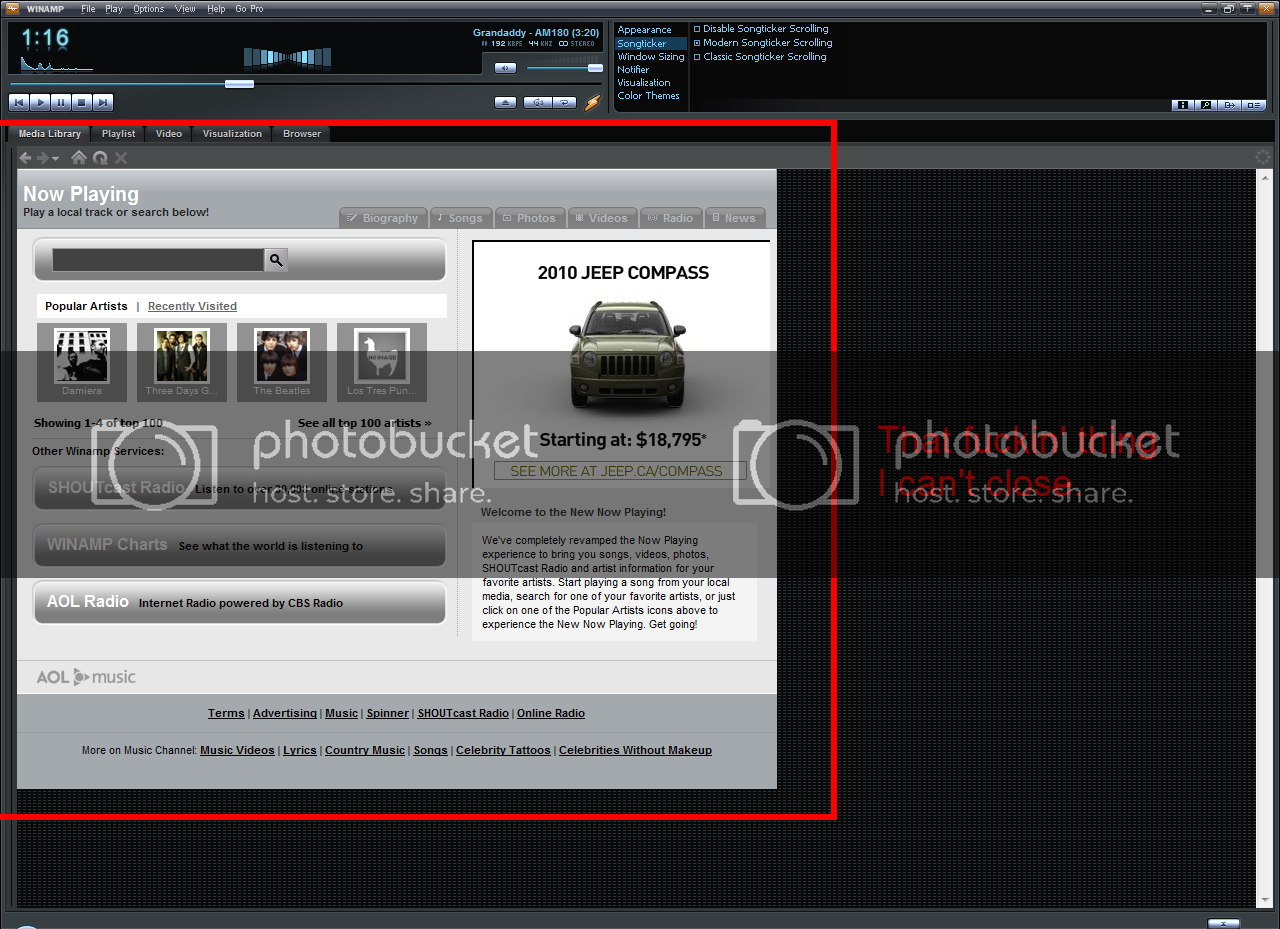 WINAMP File Play Options View Help Go Pro
1:16
Grandaddy - AM180 (3:20)
192 KBPS 44 KHZ STEREO
Appearance
Songticker
Window Sizing
Notifier
Visualization
Color Themes
Disable Songticker Scrolling
Modern Songticker Scrolling
Classic Songticker Scrolling
Media Library Playlist Video Visualization Browser
Now Playing
Play a local track or search below!
Biography Songs Photos Videos Radio News
Popular Artists | Recently Visited
NO IMAGE
Damiera Three Days G... The Beatles Los Tres Pun...
Showing 1-4 of top 100 See all top 100 artists »
Other Winamp Services:
SHOUTcast Radio Listen to over online stations
WINAMP Charts See what the world is listening to
AOL Radio Internet Radio powered by CBS Radio
2010 JEEP COMPASS
Starting at: $18,795*
SEE MORE AT JEEP.CA/COMPASS
Welcome to the New Now Playing!
We've completely revamped the Now Playing
experience to bring you songs, videos, photos,
SHOUTcast Radio and artist information for your
favorite artists. Start playing a song from your local
media, search for one of your favorite artists, or just
click on one of the Popular Artists icons above to
experience the New Now Playing. Get going!
That fuckin' thing
I can't close
photobucket
host. store. share.
photobucket
host. store. share.
AOL music
Terms | Advertising | Music | Spinner | SHOUTcast Radio | Online Radio
More on Music Channel: Music Videos | Lyrics | Country Music | Songs | Celebrity Tattoos | Celebrities Without Makeup